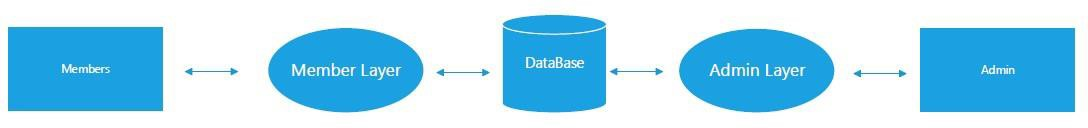 Members
Member Layer
DataBase
Admin Layer
Admin